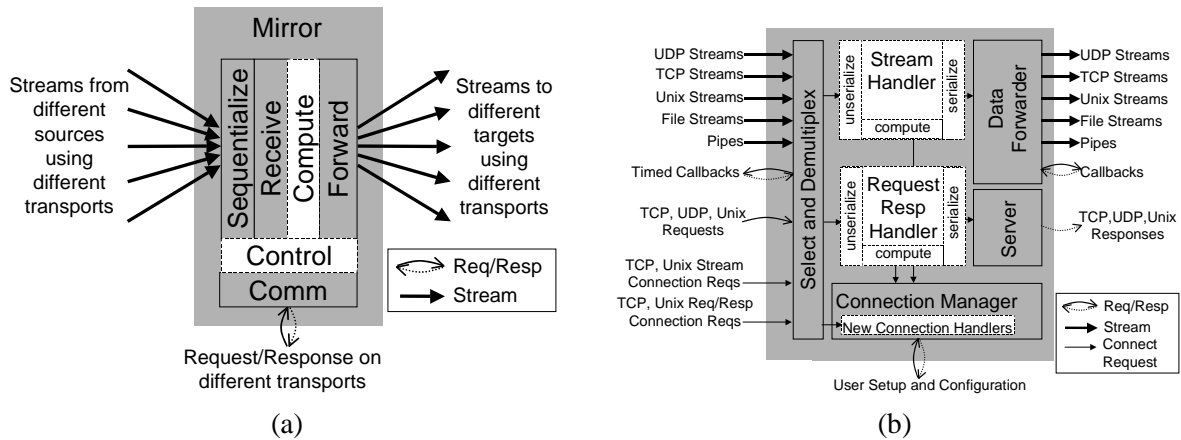 Mirror
Streams from
different
sources
using
different
transports
Sequentialize
Receive
Compute
Forward
Streams to
different
targets
using
different
transports
Control
Comm
Req/Resp
Stream
Request/Response on
different transports
(a)
UDP Streams
TCP Streams
Unix Streams
File Streams
Pipes
Timed Callbacks
TCP, UDP, Unix
Requests
TCP, Unix Stream
Connection Reqs
TCP, Unix Req/Resp
Connection Reqs
Select and Demultiplex
unserialize
Stream
Handler
compute
serialize
unserialize
Request
Resp
Handler
compute
serialize
Data
Forwarder
Server
Connection Manager
New Connection Handlers
UDP Streams
TCP Streams
Unix Streams
File Streams
Pipes
Callbacks
TCP,UDP,Unix
Responses
Req/Resp
Stream
Connect
Request
User Setup and Configuration
(b)